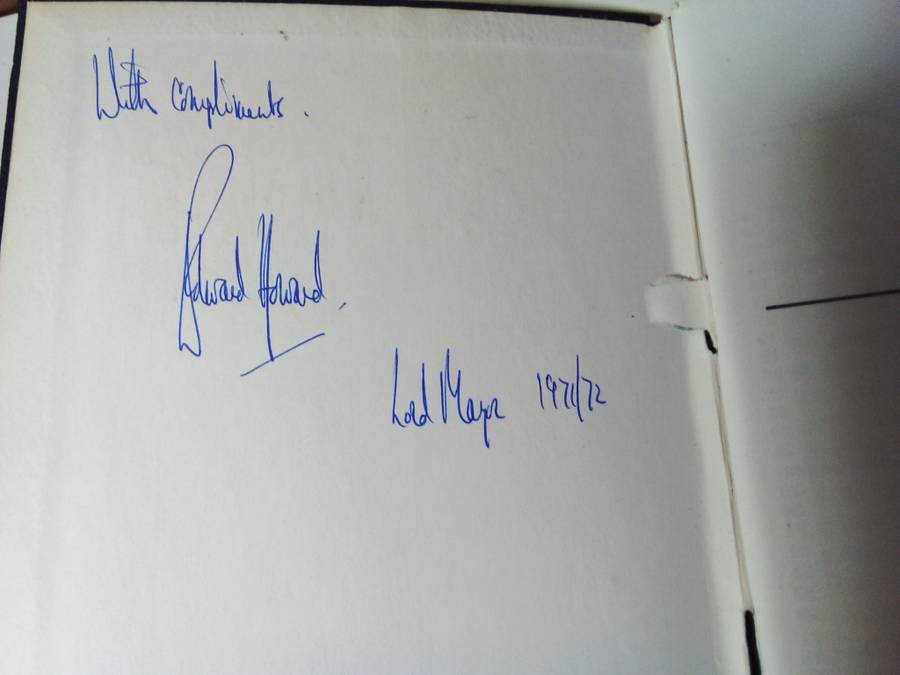 With compliments.
Edward Howard.
Lord Mayor 1971/72